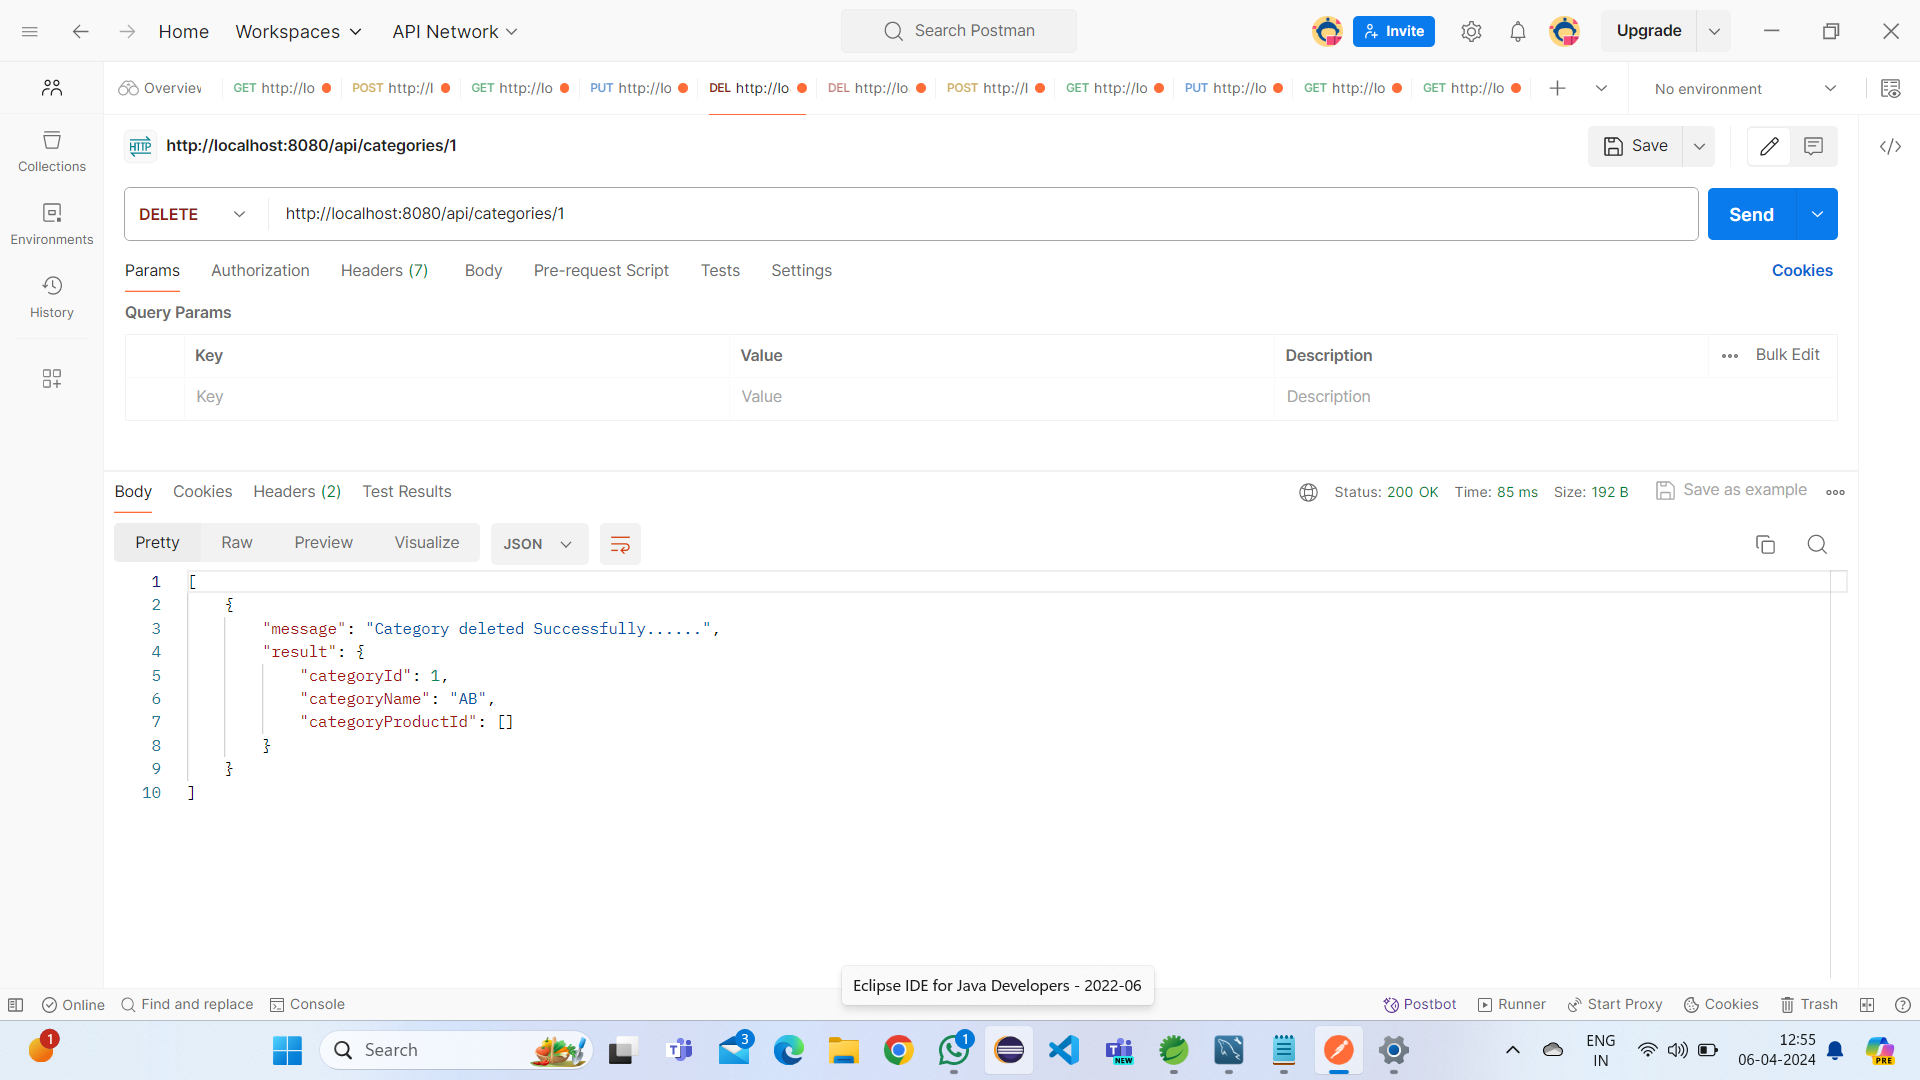 Home Workspaces API Network Search Postman Invite Upgrade
Overview GET http://lo POST http://l GET http://lo PUT http://lo DEL http://lo DEL http://lo POST http://l GET http://lo PUT http://lo GET http://lo GET http://lo No environment
HTTP http://localhost:8080/api/categories/1 Save
Collections
DELETE http://localhost:8080/api/categories/1 Send
Environments
Params Authorization Headers (7) Body Pre-request Script Tests Settings Cookies
History
Query Params
Key Value Description Bulk Edit
Key Value Description
Body Cookies Headers (2) Test Results Status: 200 OK Time: 85 ms Size: 192 B Save as example
Pretty Raw Preview Visualize JSON
1 [
2 {
3 "message": "Category deleted Successfully......",
4 "result": {
5 "categoryId": 1,
6 "categoryName": "AB",
7 "categoryProductId": []
8 }
9 }
10 ]
Eclipse IDE for Java Developers - 2022-06
Online Find and replace Console Postbot Runner Start Proxy Cookies Trash
1 Search 3 1 NEW ENG IN 12:55 PRE
06-04-2024